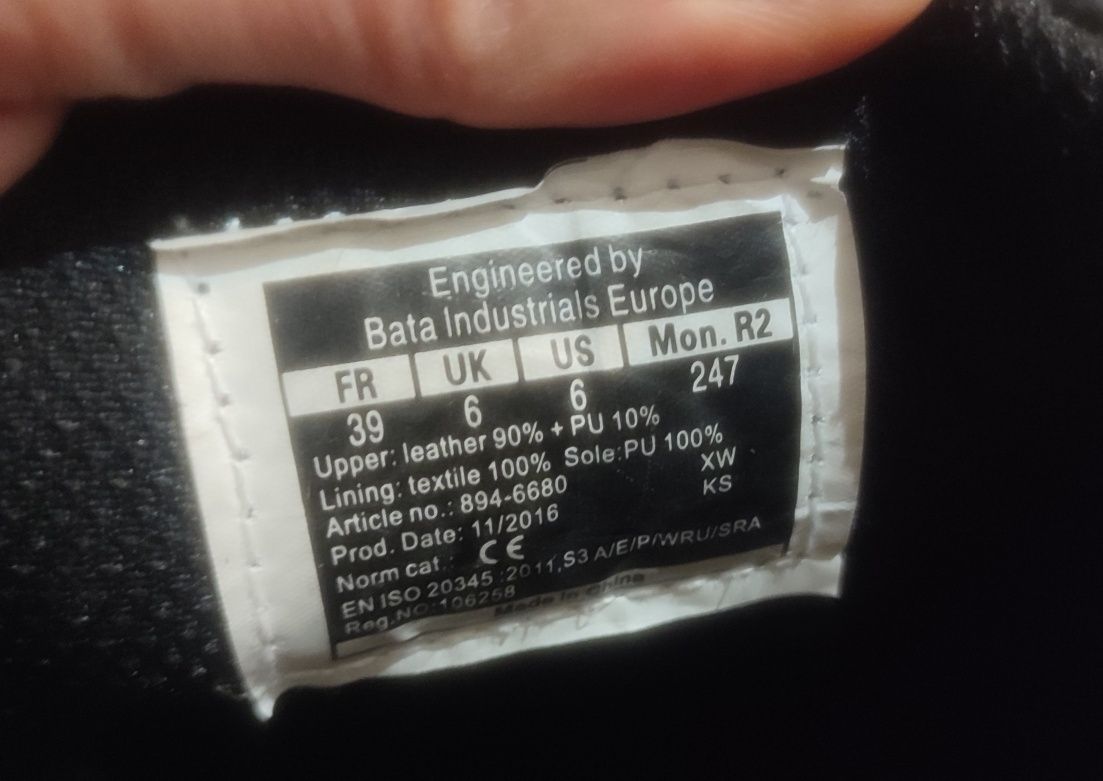 Engineered by
Bata Industrials Europe
FR UK US Mon. R2
39 6 6 247
Upper: leather 90% + PU 10%
Lining: textile 100% Sole:PU 100%
Article no.: 894-6680 XW
Prod. Date: 11/2016 KS
Norm cat.: CE
EN ISO 20345:2011,S3 A/E/P/WRU/SRA
Reg.NO:106258
Made in China